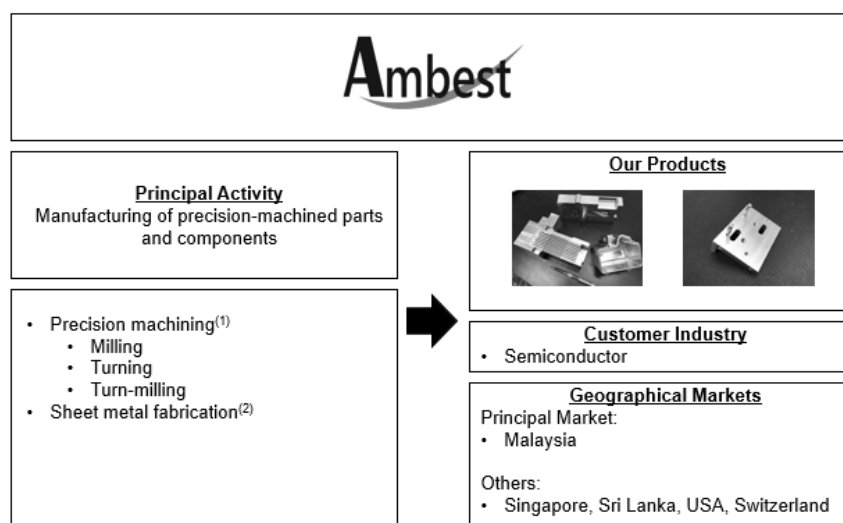 Ambest
Principal Activity
Manufacturing of precision-machined parts
and components
• Precision machining(1)
• Milling
• Turning
• Turn-milling
• Sheet metal fabrication(2)
Our Products
Customer Industry
• Semiconductor
Geographical Markets
Principal Market:
• Malaysia
Others:
• Singapore, Sri Lanka, USA, Switzerland